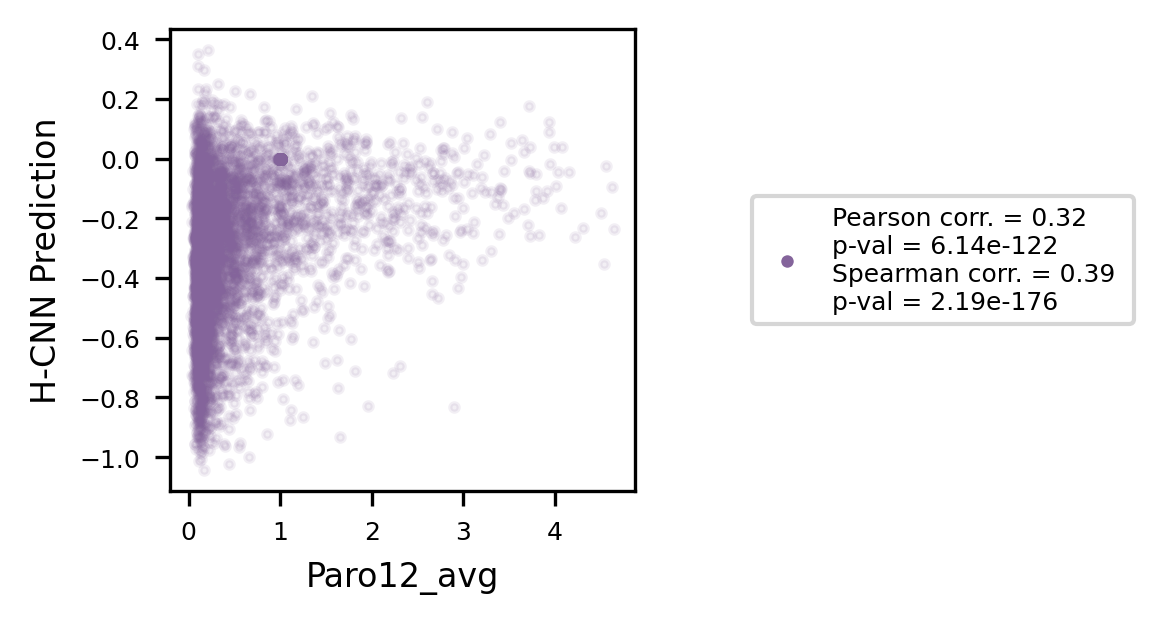 0.4
0.2
0.0
−0.2
−0.4
−0.6
−0.8
−1.0
H-CNN Prediction
0 1 2 3 4
Paro12_avg
Pearson corr. = 0.32
p-val = 6.14e-122
Spearman corr. = 0.39
p-val = 2.19e-176